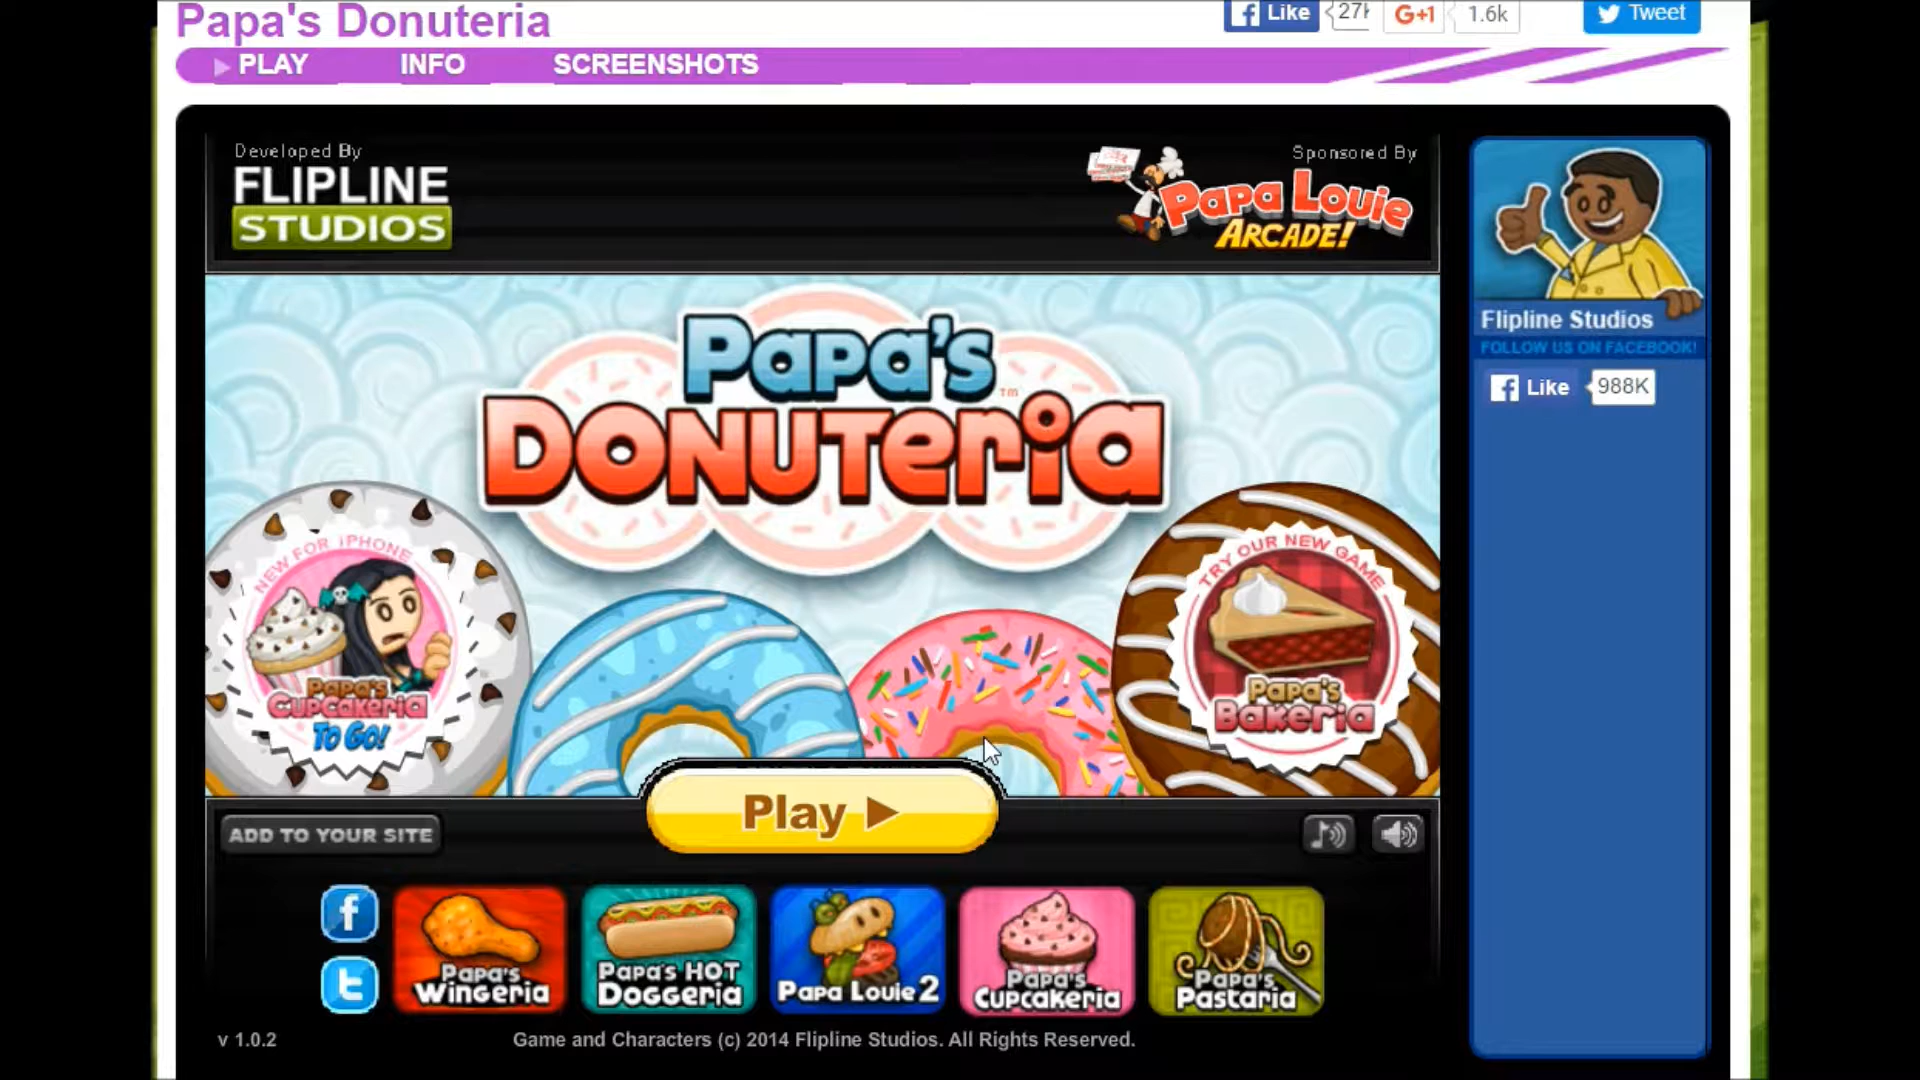 Papa's Donuteria
Like
G+1
1.6k
Tweet
PLAY
INFO
SCREENSHOTS
Developed By
FLIPLINE
STUDIOS
Sponsored By
Papa Louie
ARCADE!
Flipline Studios
FOLLOW US ON FACEBOOK!
Like
988K
Papa's
DONUTeria™
NEW FOR iPHONE
Papa's
Cupcakeria
To Go!
TRY OUR NEW GAME
Papa's
Bakeria
Play
ADD TO YOUR SITE
Papa's
Wingeria
Papa's HOT
Doggeria
Papa Louie 2
Papa's
Cupcakeria
Papa's
Pastaria
v 1.0.2
Game and Characters (c) 2014 Flipline Studios. All Rights Reserved.